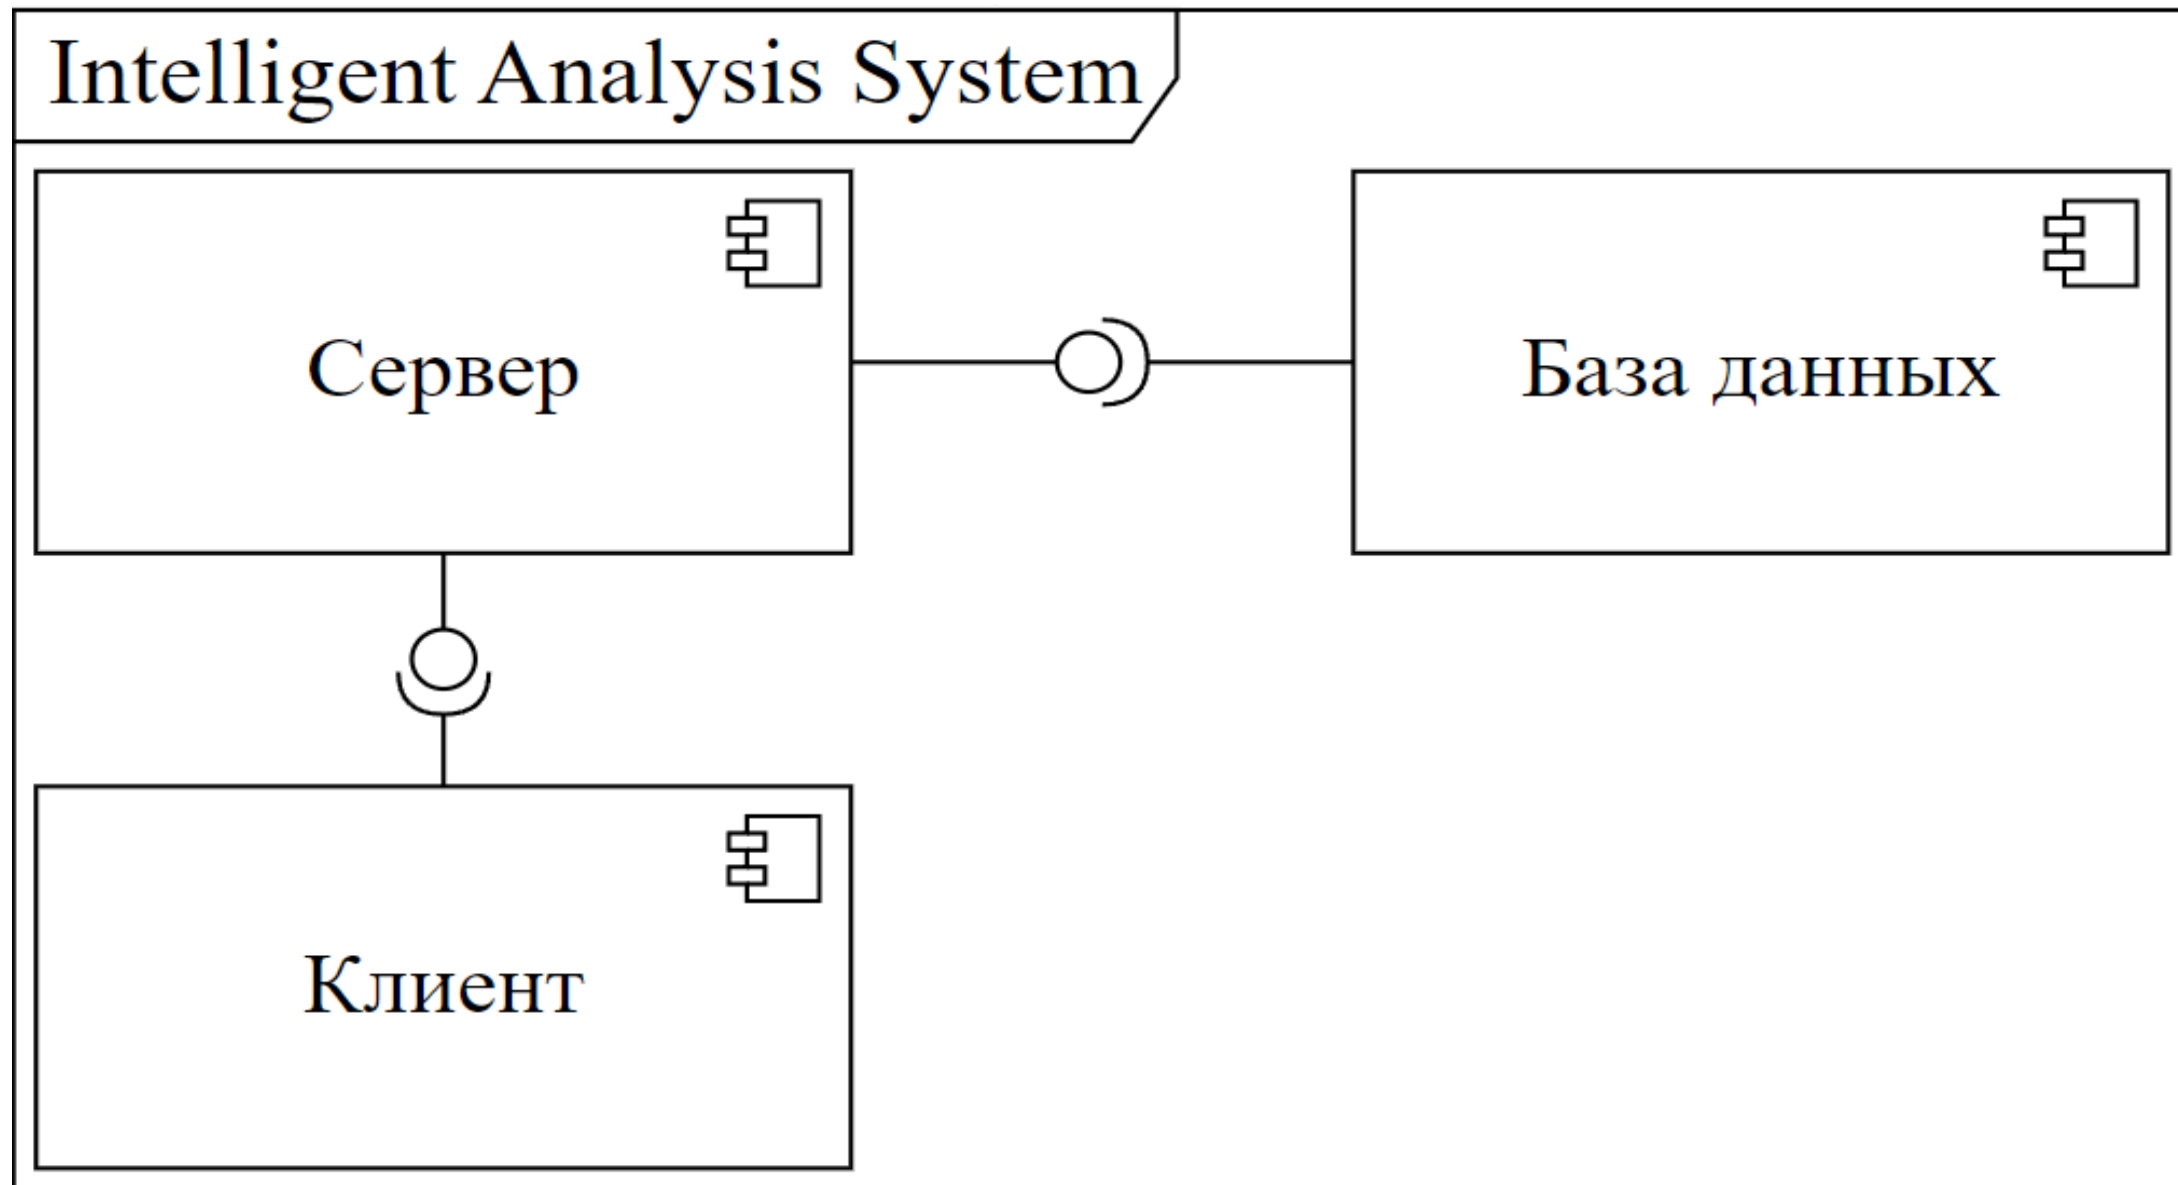 Intelligent Analysis System
Сервер
База данных
Клиент